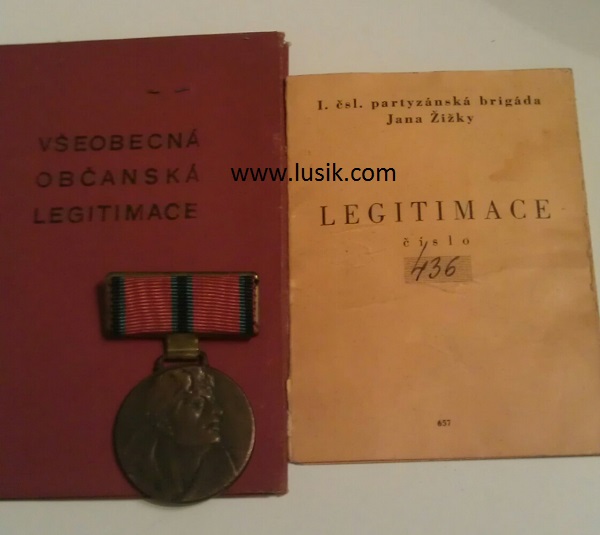 VŠEOBECNÁ
OBČANSKÁ
LEGITIMACE
www.lusik.com
I. čsl. partyzánská brigáda
Jana Žižky
LEGITIMACE
číslo
436
657